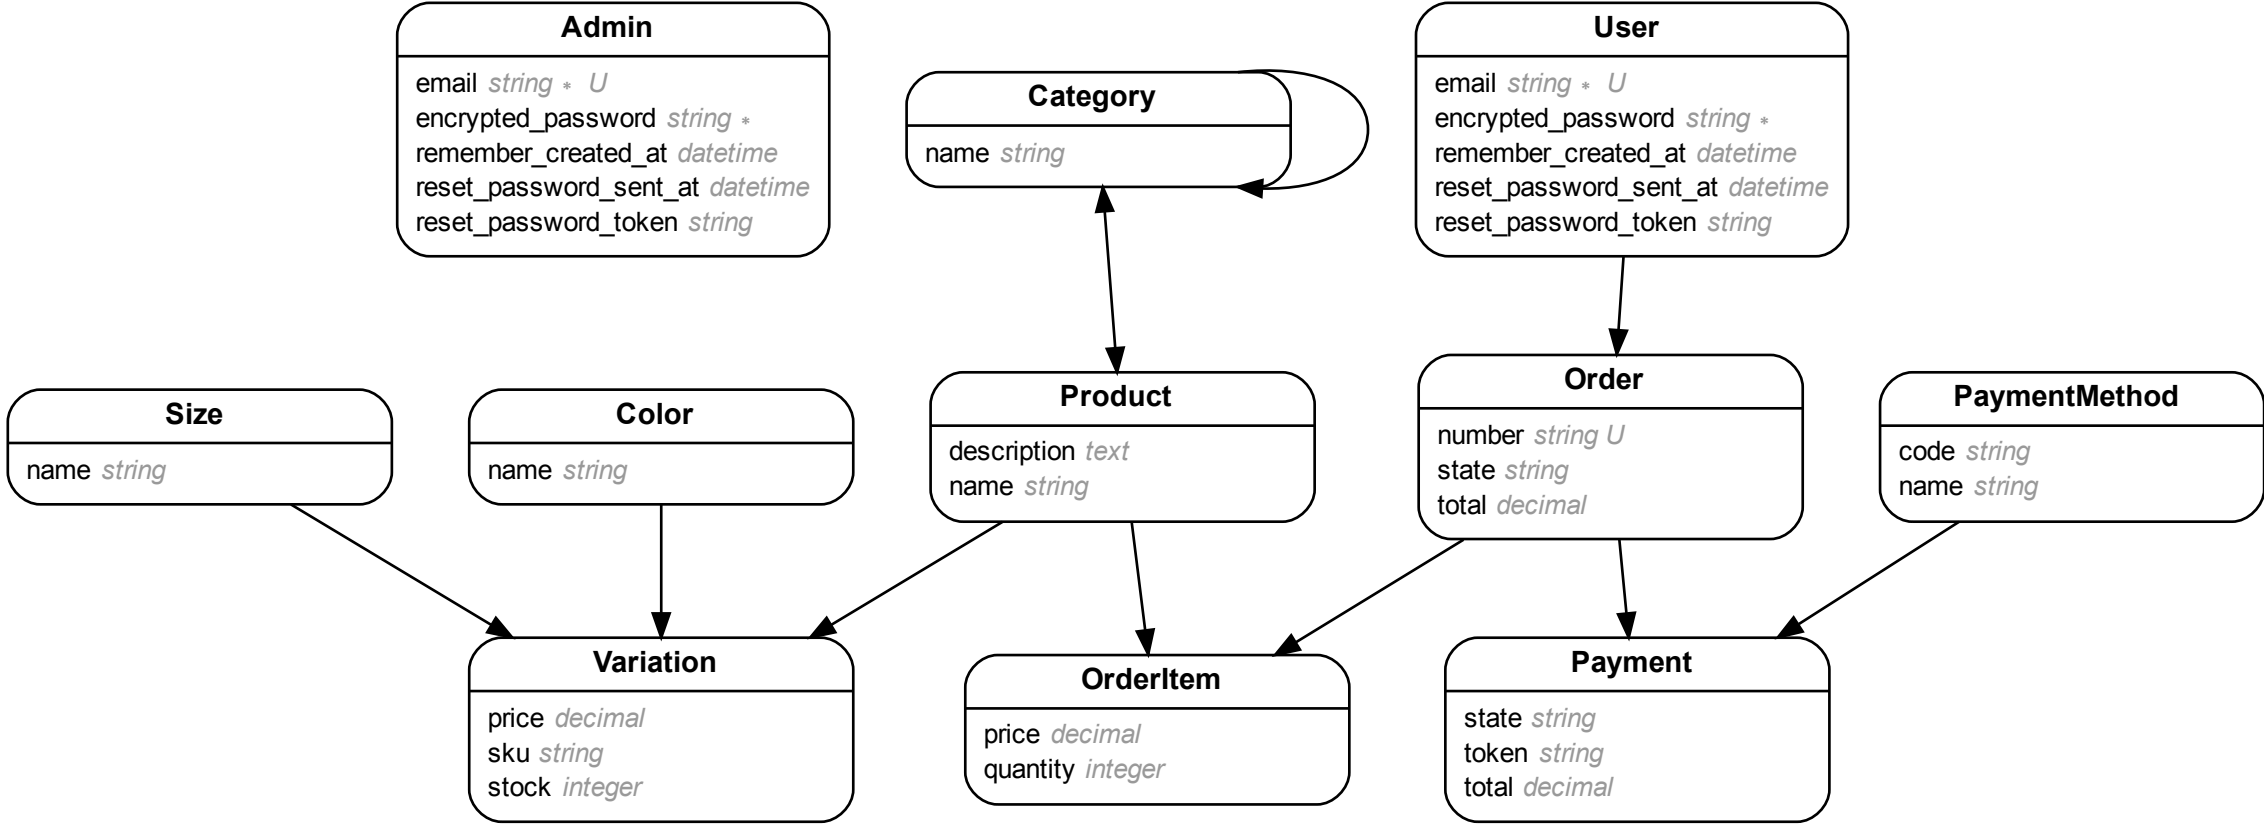 Admin
email string * U
encrypted_password string *
remember_created_at datetime
reset_password_sent_at datetime
reset_password_token string
Category
name string
User
email string * U
encrypted_password string *
remember_created_at datetime
reset_password_sent_at datetime
reset_password_token string
Size
name string
Color
name string
Product
description text
name string
Order
number string U
state string
total decimal
PaymentMethod
code string
name string
Variation
price decimal
sku string
stock integer
OrderItem
price decimal
quantity integer
Payment
state string
token string
total decimal